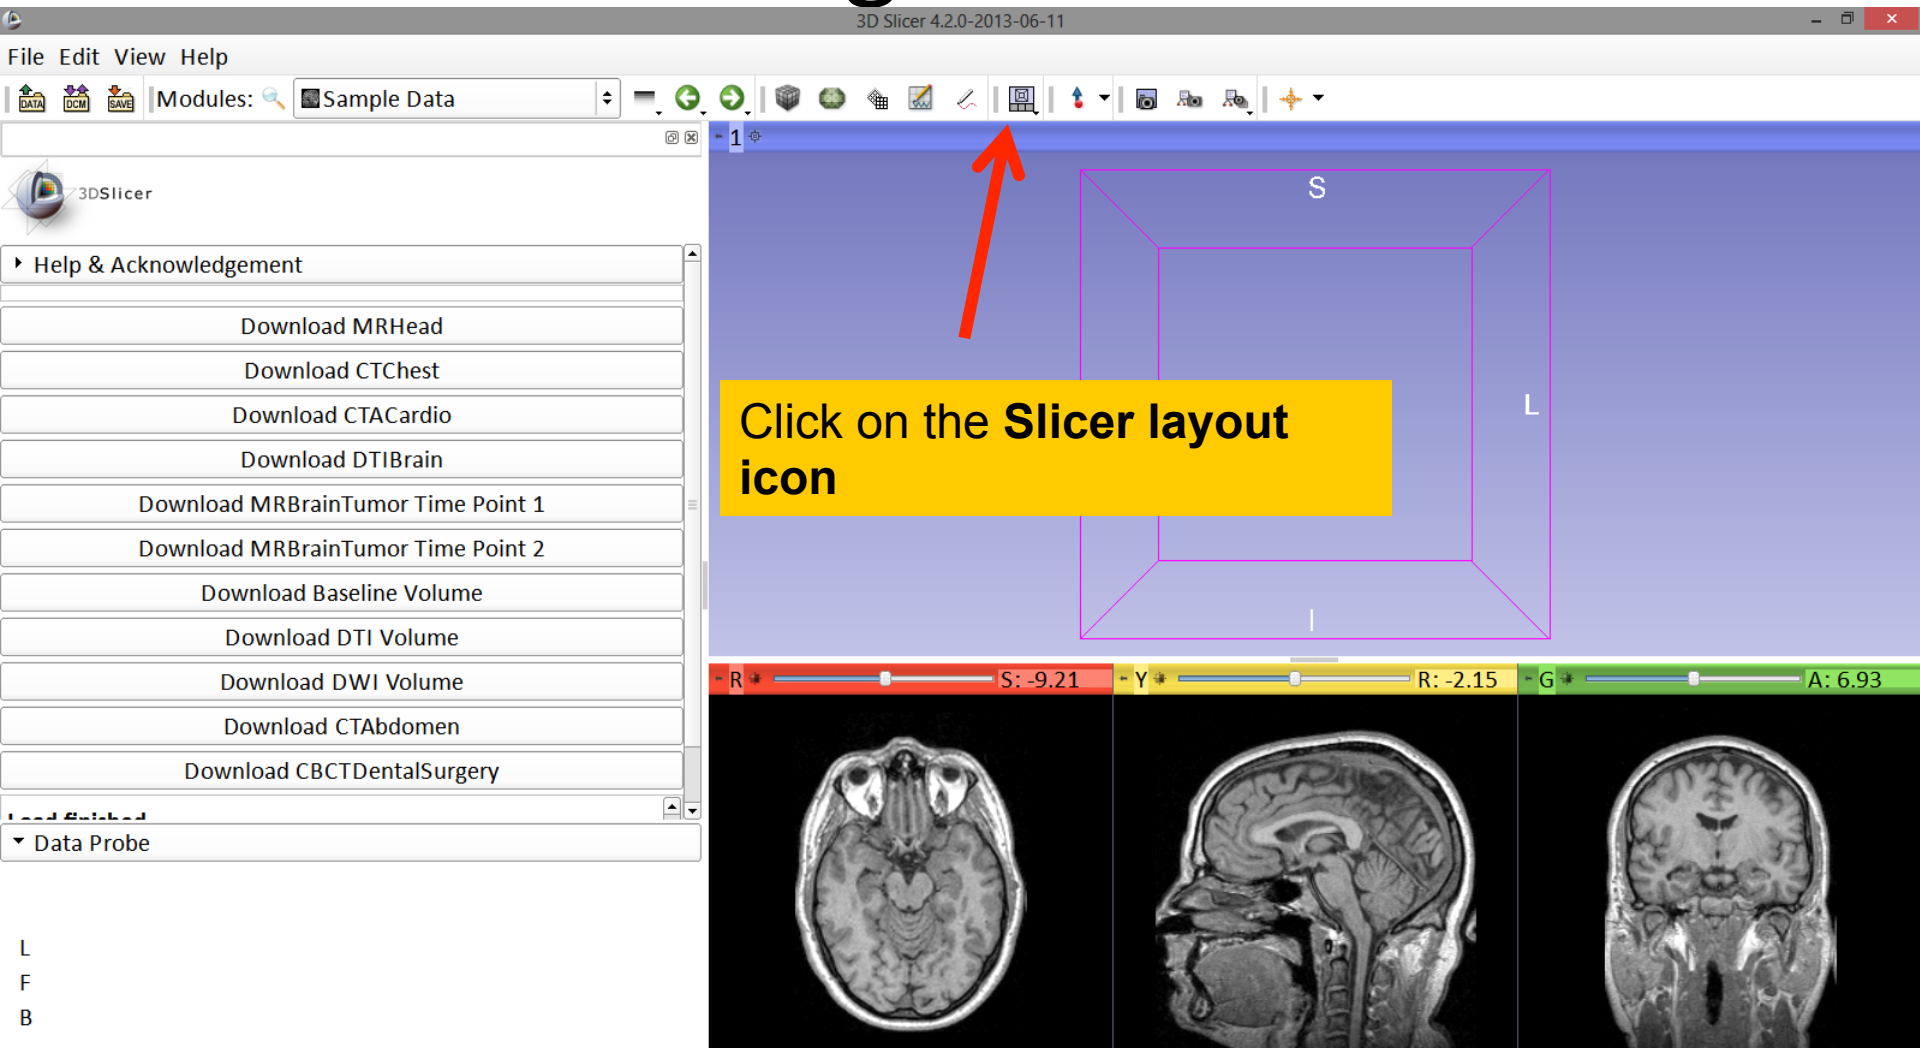 3D Slicer 4.2.0-2013-06-11
File Edit View Help
DATA DCM SAVE Modules: Sample Data
1
3DSlicer
Help & Acknowledgement
Download MRHead
Download CTChest
Download CTACardio
Download DTIBrain
Download MRBrainTumor Time Point 1
Download MRBrainTumor Time Point 2
Download Baseline Volume
Download DTI Volume
Download DWI Volume
Download CTAbdomen
Download CBCTDentalSurgery
Load finished
Data Probe
L
F
B
S
L
I
Click on the Slicer layout
icon
R S: -9.21
Y R: -2.15
G A: 6.93